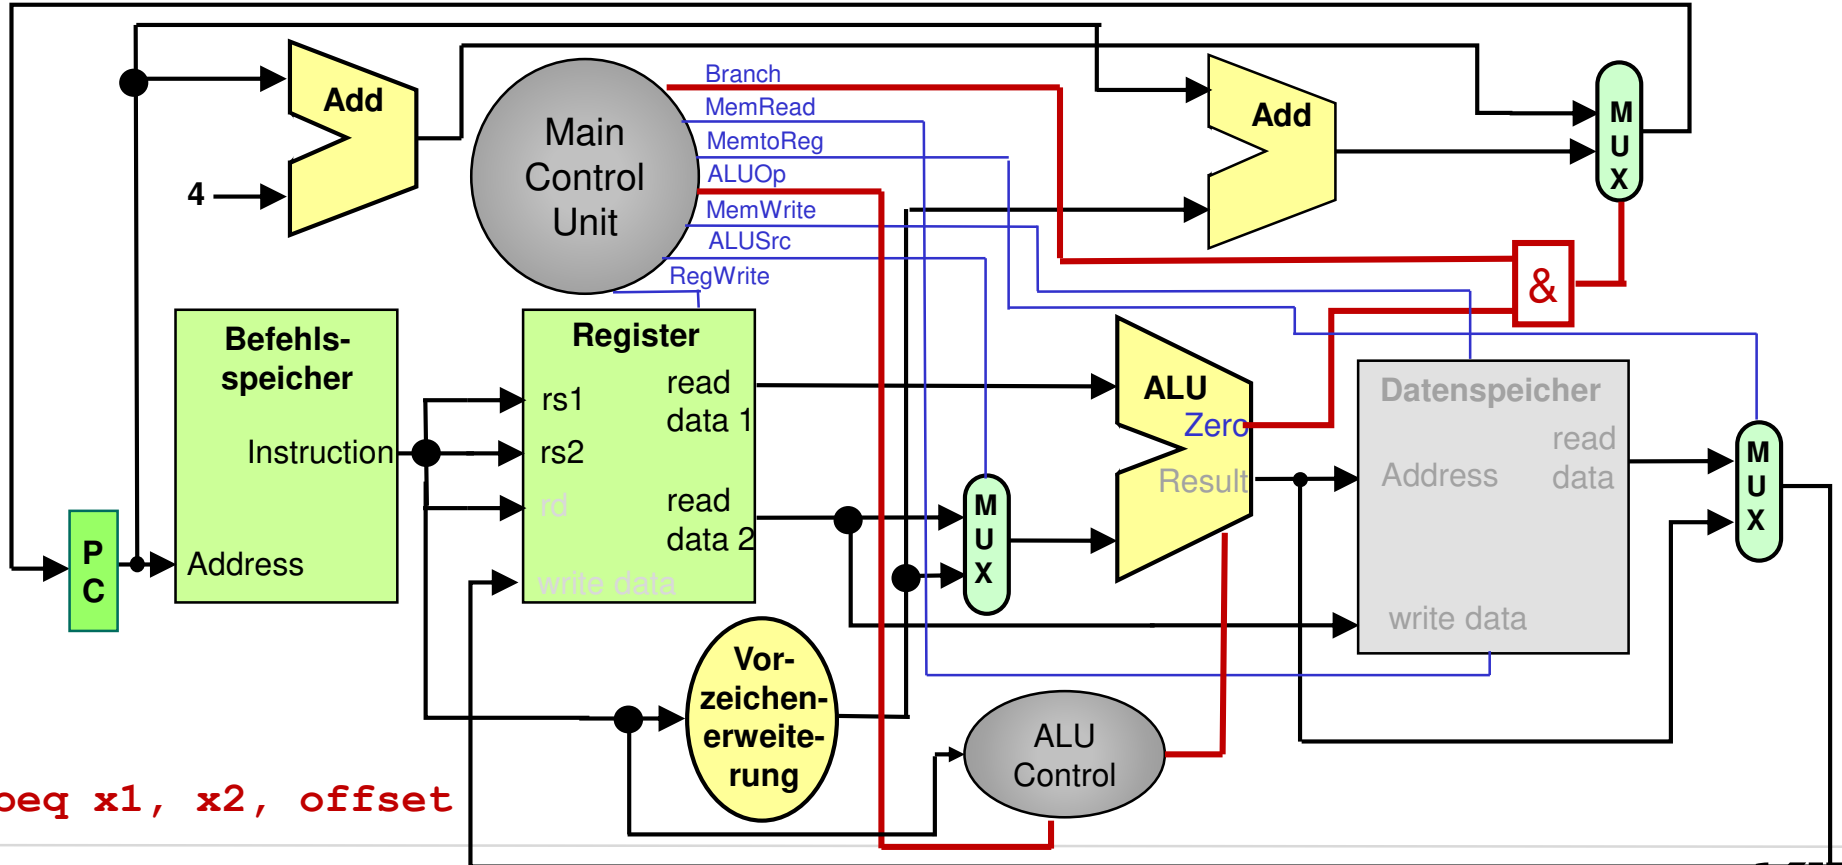 Add
4
Main
Control
Unit
Branch
MemRead
MemtoReg
ALUOp
MemWrite
ALUSrc
RegWrite
Add
M
U
X
&
Befehls-
speicher
Instruction
Address
P
C
Register
rs1
rs2
rd
write data
read
data 1
read
data 2
M
U
X
ALU
Zero
Result
Datenspeicher
Address
read
data
write data
M
U
X
Vor-
zeichen-
erweite-
rung
ALU
Control
beq x1, x2, offset